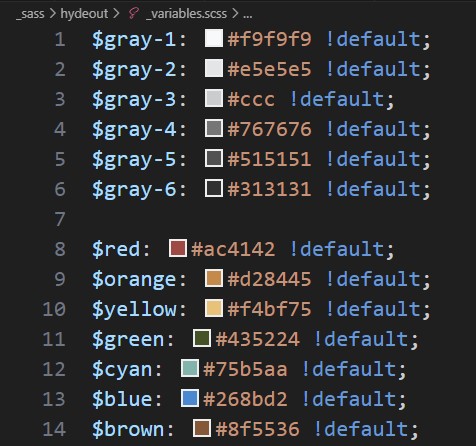 _sass > hydeout > _variables.scss > ...
1 $gray-1: #f9f9f9 !default;
2 $gray-2: #e5e5e5 !default;
3 $gray-3: #ccc !default;
4 $gray-4: #767676 !default;
5 $gray-5: #515151 !default;
6 $gray-6: #313131 !default;
7
8 $red: #ac4142 !default;
9 $orange: #d28445 !default;
10 $yellow: #f4bf75 !default;
11 $green: #435224 !default;
12 $cyan: #75b5aa !default;
13 $blue: #268bd2 !default;
14 $brown: #8f5536 !default;